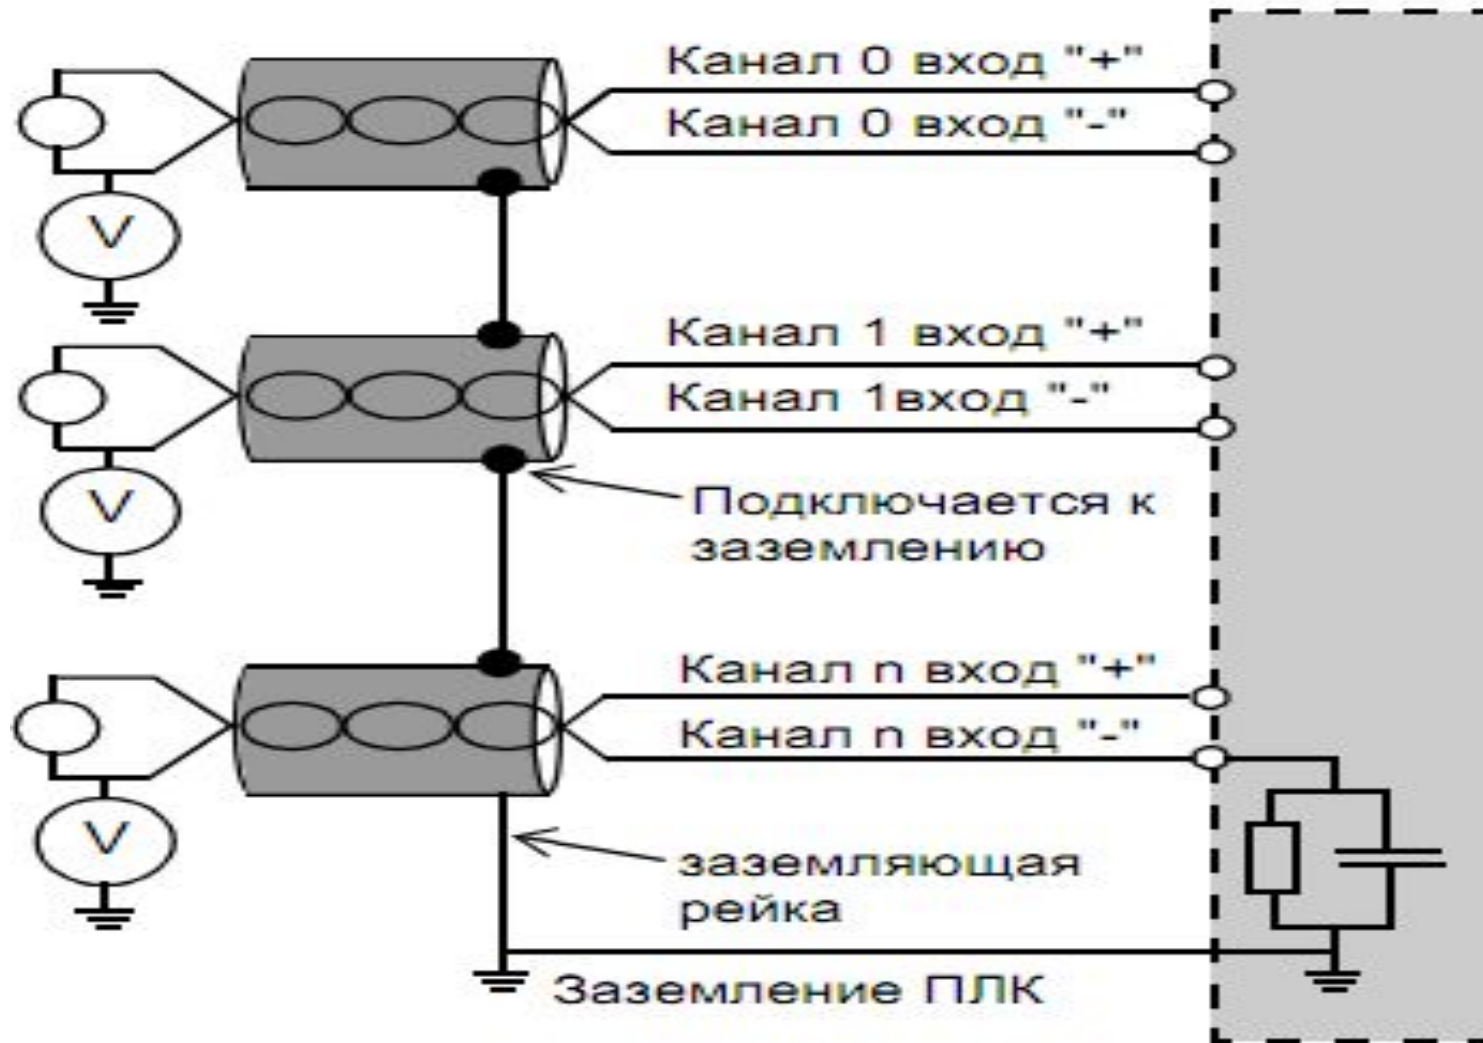 Канал 0 вход "+"
Канал 0 вход "-"
V
Канал 1 вход "+"
Канал 1вход "-"
V
Подключается к
заземлению
Канал n вход "+"
Канал n вход "-"
V
заземляющая
рейка
Заземление ПЛК